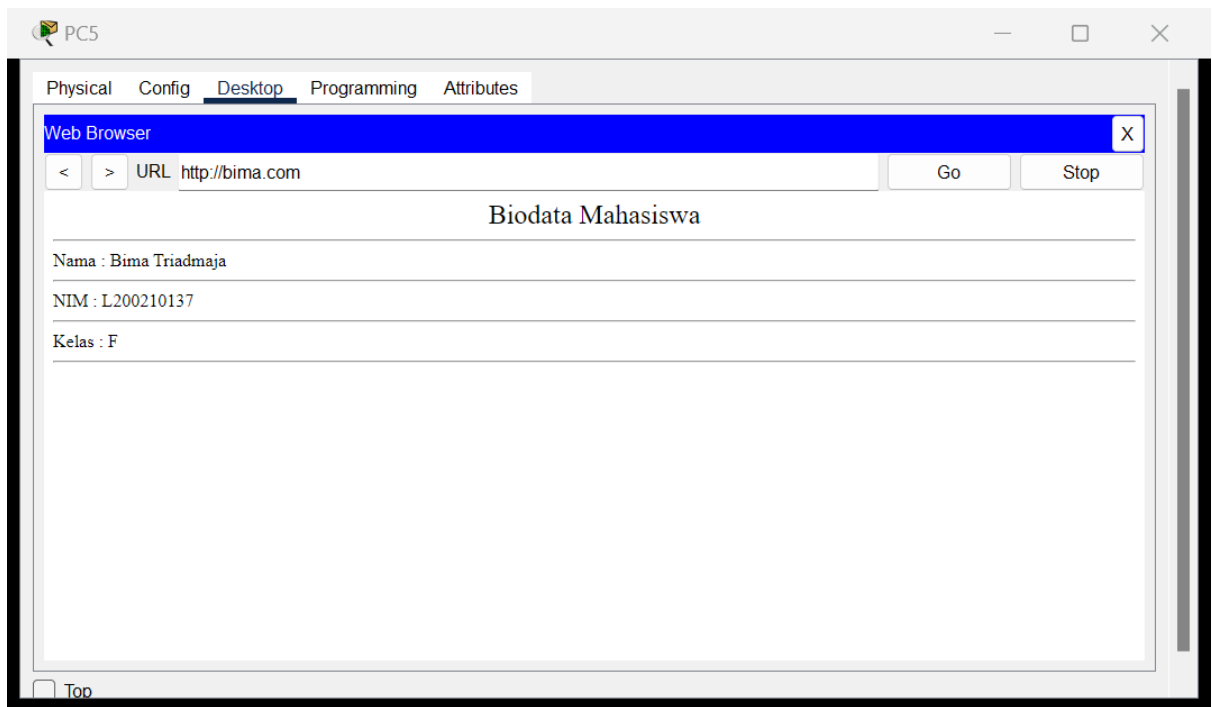 PC5
Physical Config Desktop Programming Attributes
Web Browser X
< > URL http://bima.com Go Stop
Biodata Mahasiswa
Nama : Bima Triadmaja
NIM : L200210137
Kelas : F
Top